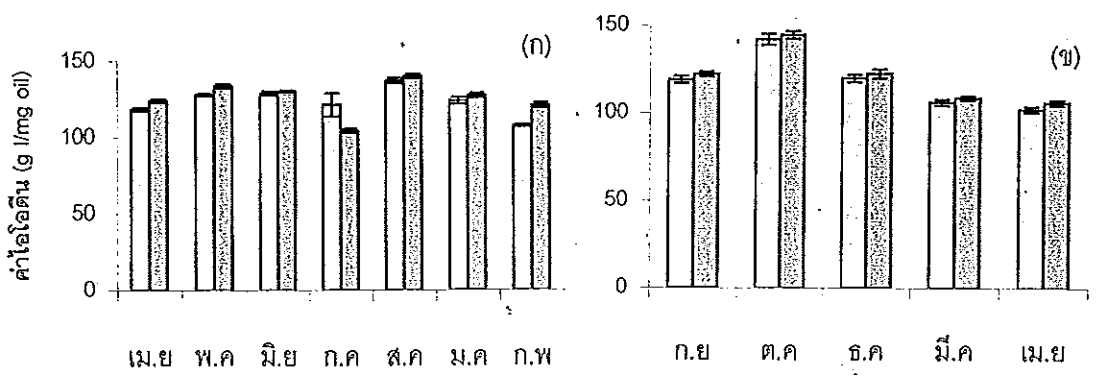 (ก)
ค่าไอโอดีน (g I/mg oil)
150
100
50
0
เม.ย พ.ค มิ.ย ก.ค ส.ค ม.ค ก.พ
(ข)
150
100
50
0
ก.ย ต.ค ธ.ค มี.ค เม.ย